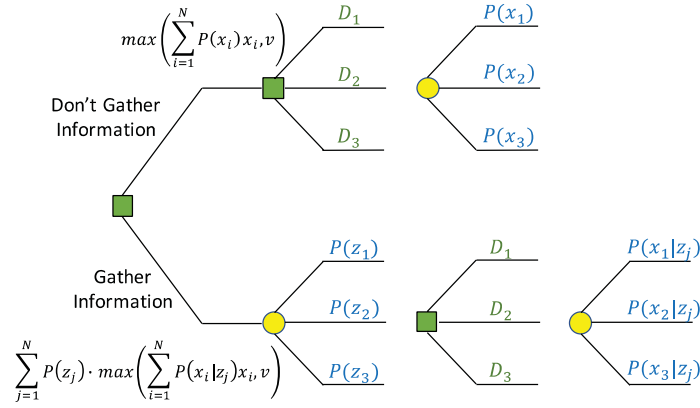 max(∑_{i=1}^{N} P(x_i)x_i, v)
D_1
P(x_1)
D_2
P(x_2)
Don't Gather
Information
D_3
P(x_3)
P(z_1)
D_1
P(x_1|z_j)
Gather
Information
P(z_2)
D_2
P(x_2|z_j)
∑_{j=1}^{N} P(z_j) · max(∑_{i=1}^{N} P(x_i|z_j)x_i, v)
P(z_3)
D_3
P(x_3|z_j)